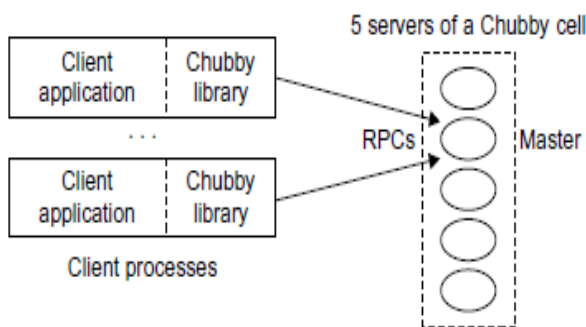 5 servers of a Chubby cell
Client application
Chubby library
. . .
RPCs
Master
Client application
Chubby library
Client processes